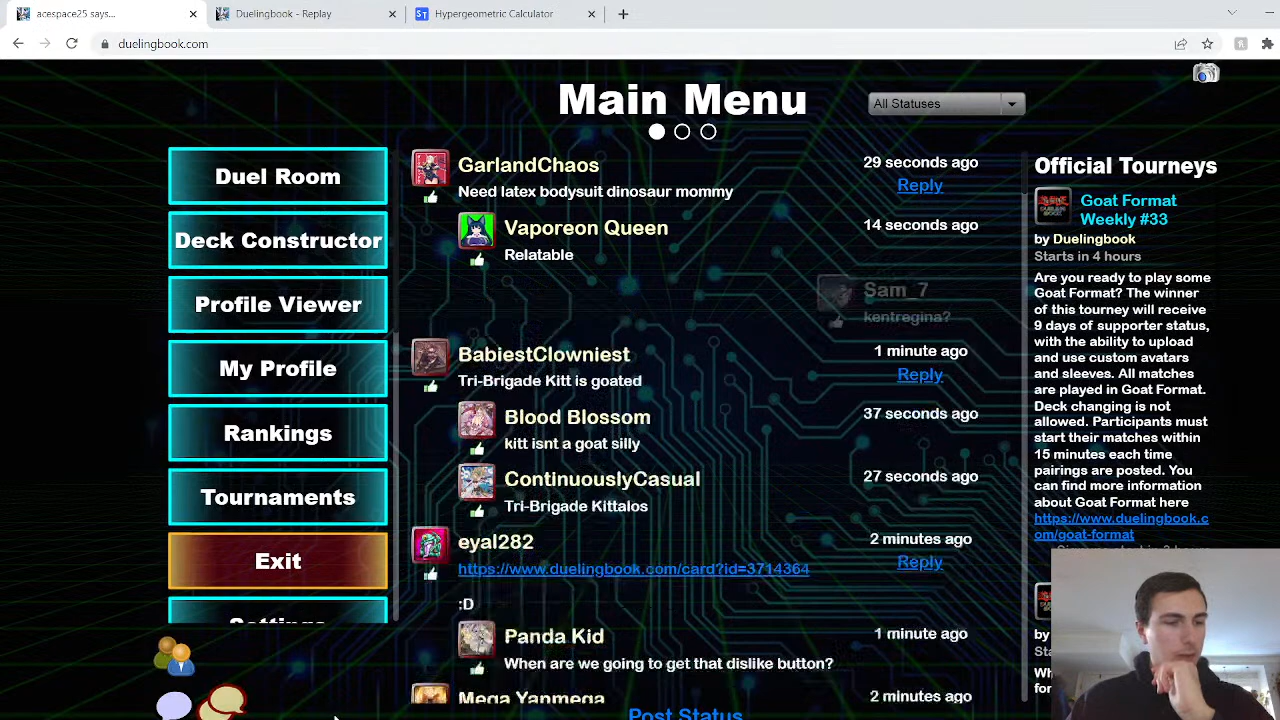 acespace25 says...
Duelingbook - Replay
Hypergeometric Calculator
duelingbook.com
Main Menu
All Statuses
Duel Room
Deck Constructor
Profile Viewer
My Profile
Rankings
Tournaments
Exit
Settings
GarlandChaos
29 seconds ago
Need latex bodysuit dinosaur mommy
Reply
Vaporeon Queen
14 seconds ago
Relatable
Sam_7
kentregina?
BabiestClowniest
1 minute ago
Tri-Brigade Kitt is goated
Reply
Blood Blossom
37 seconds ago
kitt isnt a goat silly
ContinuouslyCasual
27 seconds ago
Tri-Brigade Kittalos
eyal282
2 minutes ago
https://www.duelingbook.com/card?id=3714364
Reply
:D
Panda Kid
1 minute ago
When are we going to get that dislike button?
Mega Yanmega
2 minutes ago
Post Status
Official Tourneys
Goat Format
Weekly #33
by Duelingbook
Starts in 4 hours
Are you ready to play some
Goat Format? The winner
of this tourney will receive
9 days of supporter status,
with the ability to upload
and use custom avatars
and sleeves. All matches
are played in Goat Format.
Deck changing is not
allowed. Participants must
start their matches within
15 minutes each time
pairings are posted. You
can find more information
about Goat Format here
https://www.duelingbook.c
om/goat-format
by